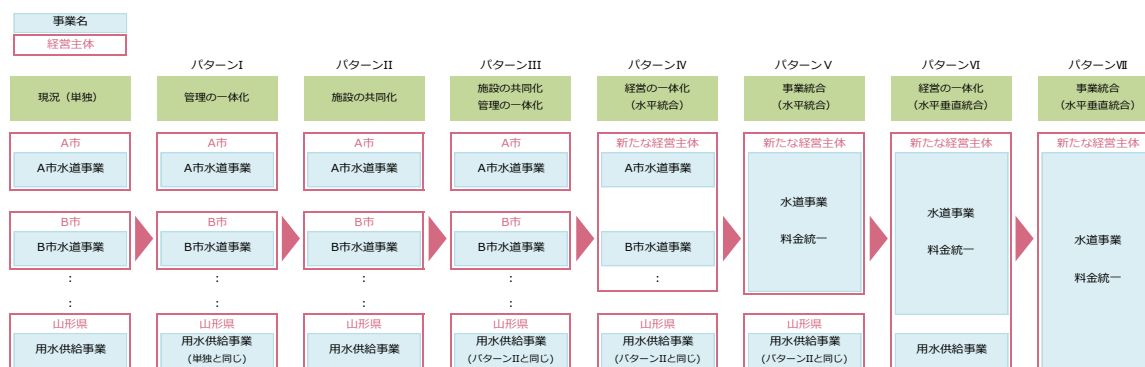 事業名
経営主体
現況（単独）
A市
A市水道事業
B市
B市水道事業
：
：
山形県
用水供給事業
パターンI
管理の一体化
A市
A市水道事業
B市
B市水道事業
：
：
山形県
用水供給事業
(単独と同じ)
パターンII
施設の共同化
A市
A市水道事業
B市
B市水道事業
：
：
山形県
用水供給事業
パターンIII
施設の共同化
管理の一体化
A市
A市水道事業
B市
B市水道事業
：
：
山形県
用水供給事業
(パターンIIと同じ)
パターンⅣ
経営の一体化
（水平統合）
新たな経営主体
A市水道事業
B市水道事業
：
山形県
用水供給事業
(パターンIIと同じ)
パターンⅤ
事業統合
（水平統合）
新たな経営主体
水道事業
料金統一
山形県
用水供給事業
(パターンIIと同じ)
パターンⅥ
経営の一体化
（水平垂直統合）
新たな経営主体
水道事業
料金統一
用水供給事業
パターンⅦ
事業統合
（水平垂直統合）
新たな経営主体
水道事業
料金統一